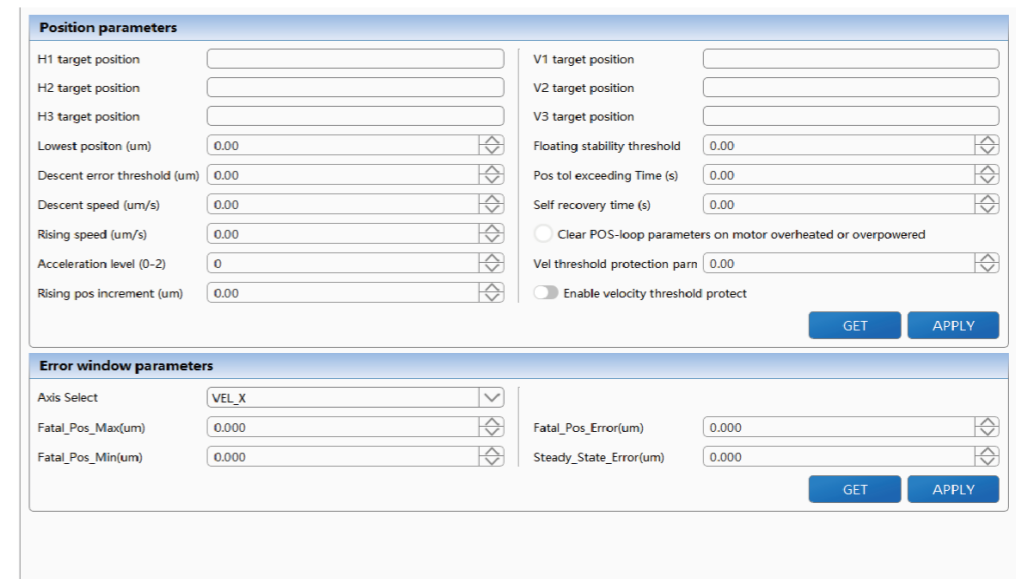 Position parameters
H1 target position
V1 target position
H2 target position
V2 target position
H3 target position
V3 target position
Lowest positon (um) 0.00
Floating stability threshold 0.00
Descent error threshold (um) 0.00
Pos tol exceeding Time (s) 0.00
Descent speed (um/s) 0.00
Self recovery time (s) 0.00
Rising speed (um/s) 0.00
Clear POS-loop parameters on motor overheated or overpowered
Acceleration level (0-2) 0
Vel threshold protection parn 0.00
Rising pos increment (um) 0.00
Enable velocity threshold protect
GET APPLY
Error window parameters
Axis Select VEL_X
Fatal_Pos_Max(um) 0.000
Fatal_Pos_Error(um) 0.000
Fatal_Pos_Min(um) 0.000
Steady_State_Error(um) 0.000
GET APPLY